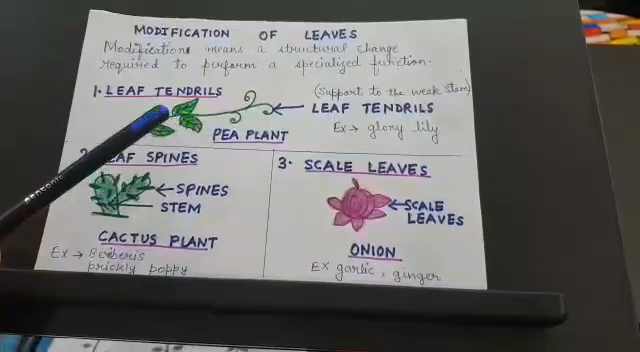 MODIFICATION OF LEAVES
Modification means a structural change
required to perform a specialized function.
1. LEAF TENDRILS
(Support to the weak stem)
LEAF TENDRILS
PEA PLANT
Ex → glory lily
LEAF SPINES
SPINES
STEM
CACTUS PLANT
Ex → Berberis
prickly poppy
3. SCALE LEAVES
SCALE
LEAVES
ONION
EX garlic, ginger